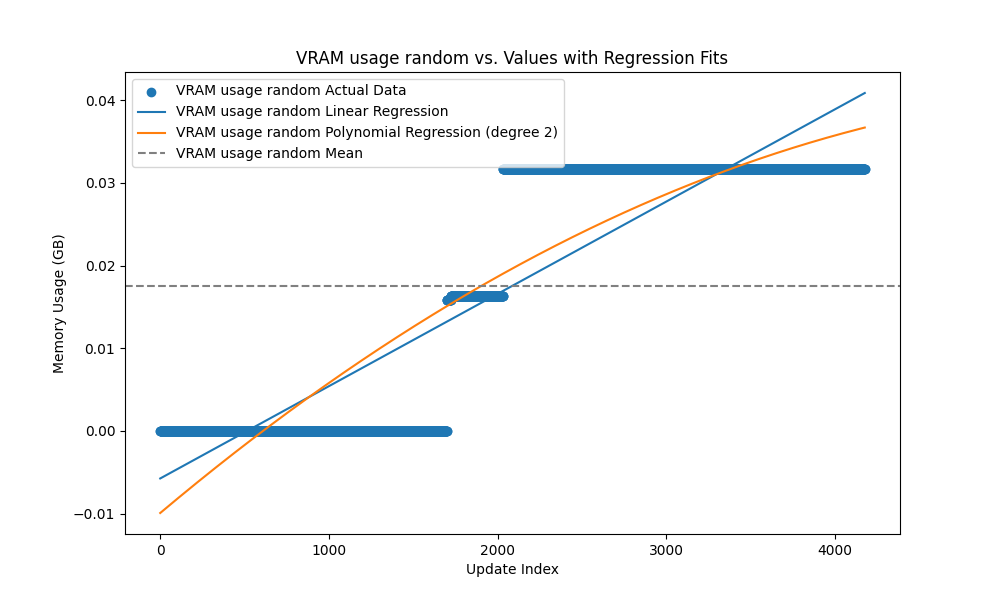 VRAM usage random vs. Values with Regression Fits
VRAM usage random Actual Data
VRAM usage random Linear Regression
VRAM usage random Polynomial Regression (degree 2)
VRAM usage random Mean
0.04
0.03
0.02
0.01
0.00
−0.01
Memory Usage (GB)
0 1000 2000 3000 4000
Update Index